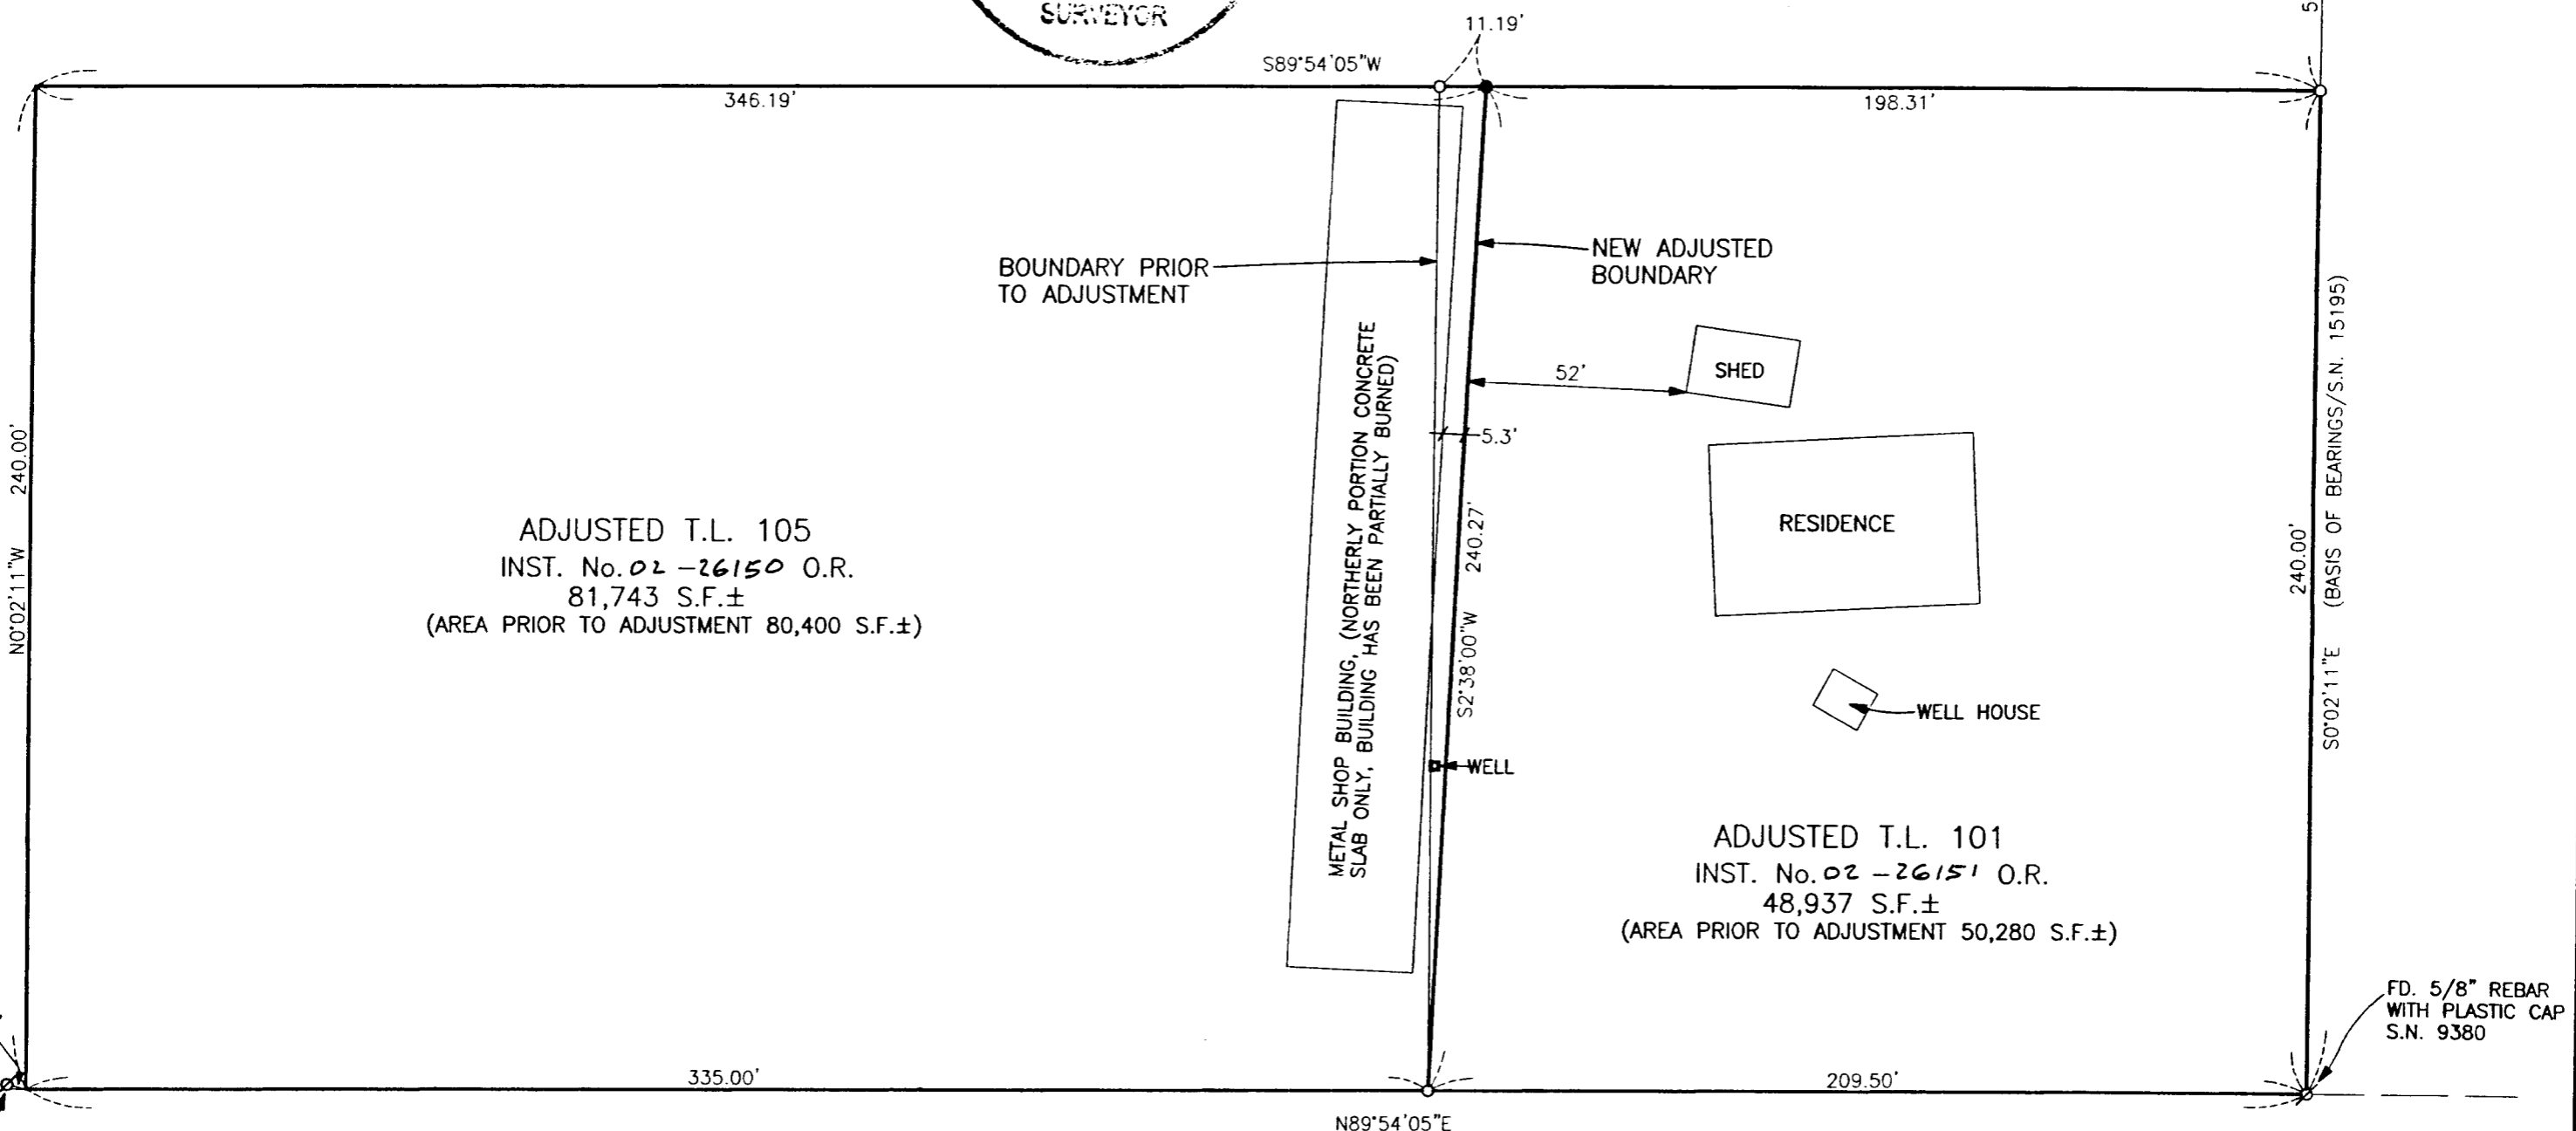 SURVEYOR
11.19'
5
S89°54'05"W
346.19'
198.31'
BOUNDARY PRIOR
TO ADJUSTMENT
NEW ADJUSTED
BOUNDARY
SHED
52'
5.3'
METAL SHOP BUILDING, (NORTHERLY PORTION CONCRETE
SLAB ONLY, BUILDING HAS BEEN PARTIALLY BURNED)
240.27'
S2°38'00"W
RESIDENCE
WELL HOUSE
WELL
N0°02'11"W 240.00'
ADJUSTED T.L. 105
INST. No. 02-26150 O.R.
81,743 S.F.±
(AREA PRIOR TO ADJUSTMENT 80,400 S.F.±)
ADJUSTED T.L. 101
INST. No. 02-26151 O.R.
48,937 S.F.±
(AREA PRIOR TO ADJUSTMENT 50,280 S.F.±)
240.00'
S0°02'11"E (BASIS OF BEARINGS/S.N. 15195)
FD. 5/8" REBAR
WITH PLASTIC CAP
S.N. 9380
335.00'
209.50'
N89°54'05"E